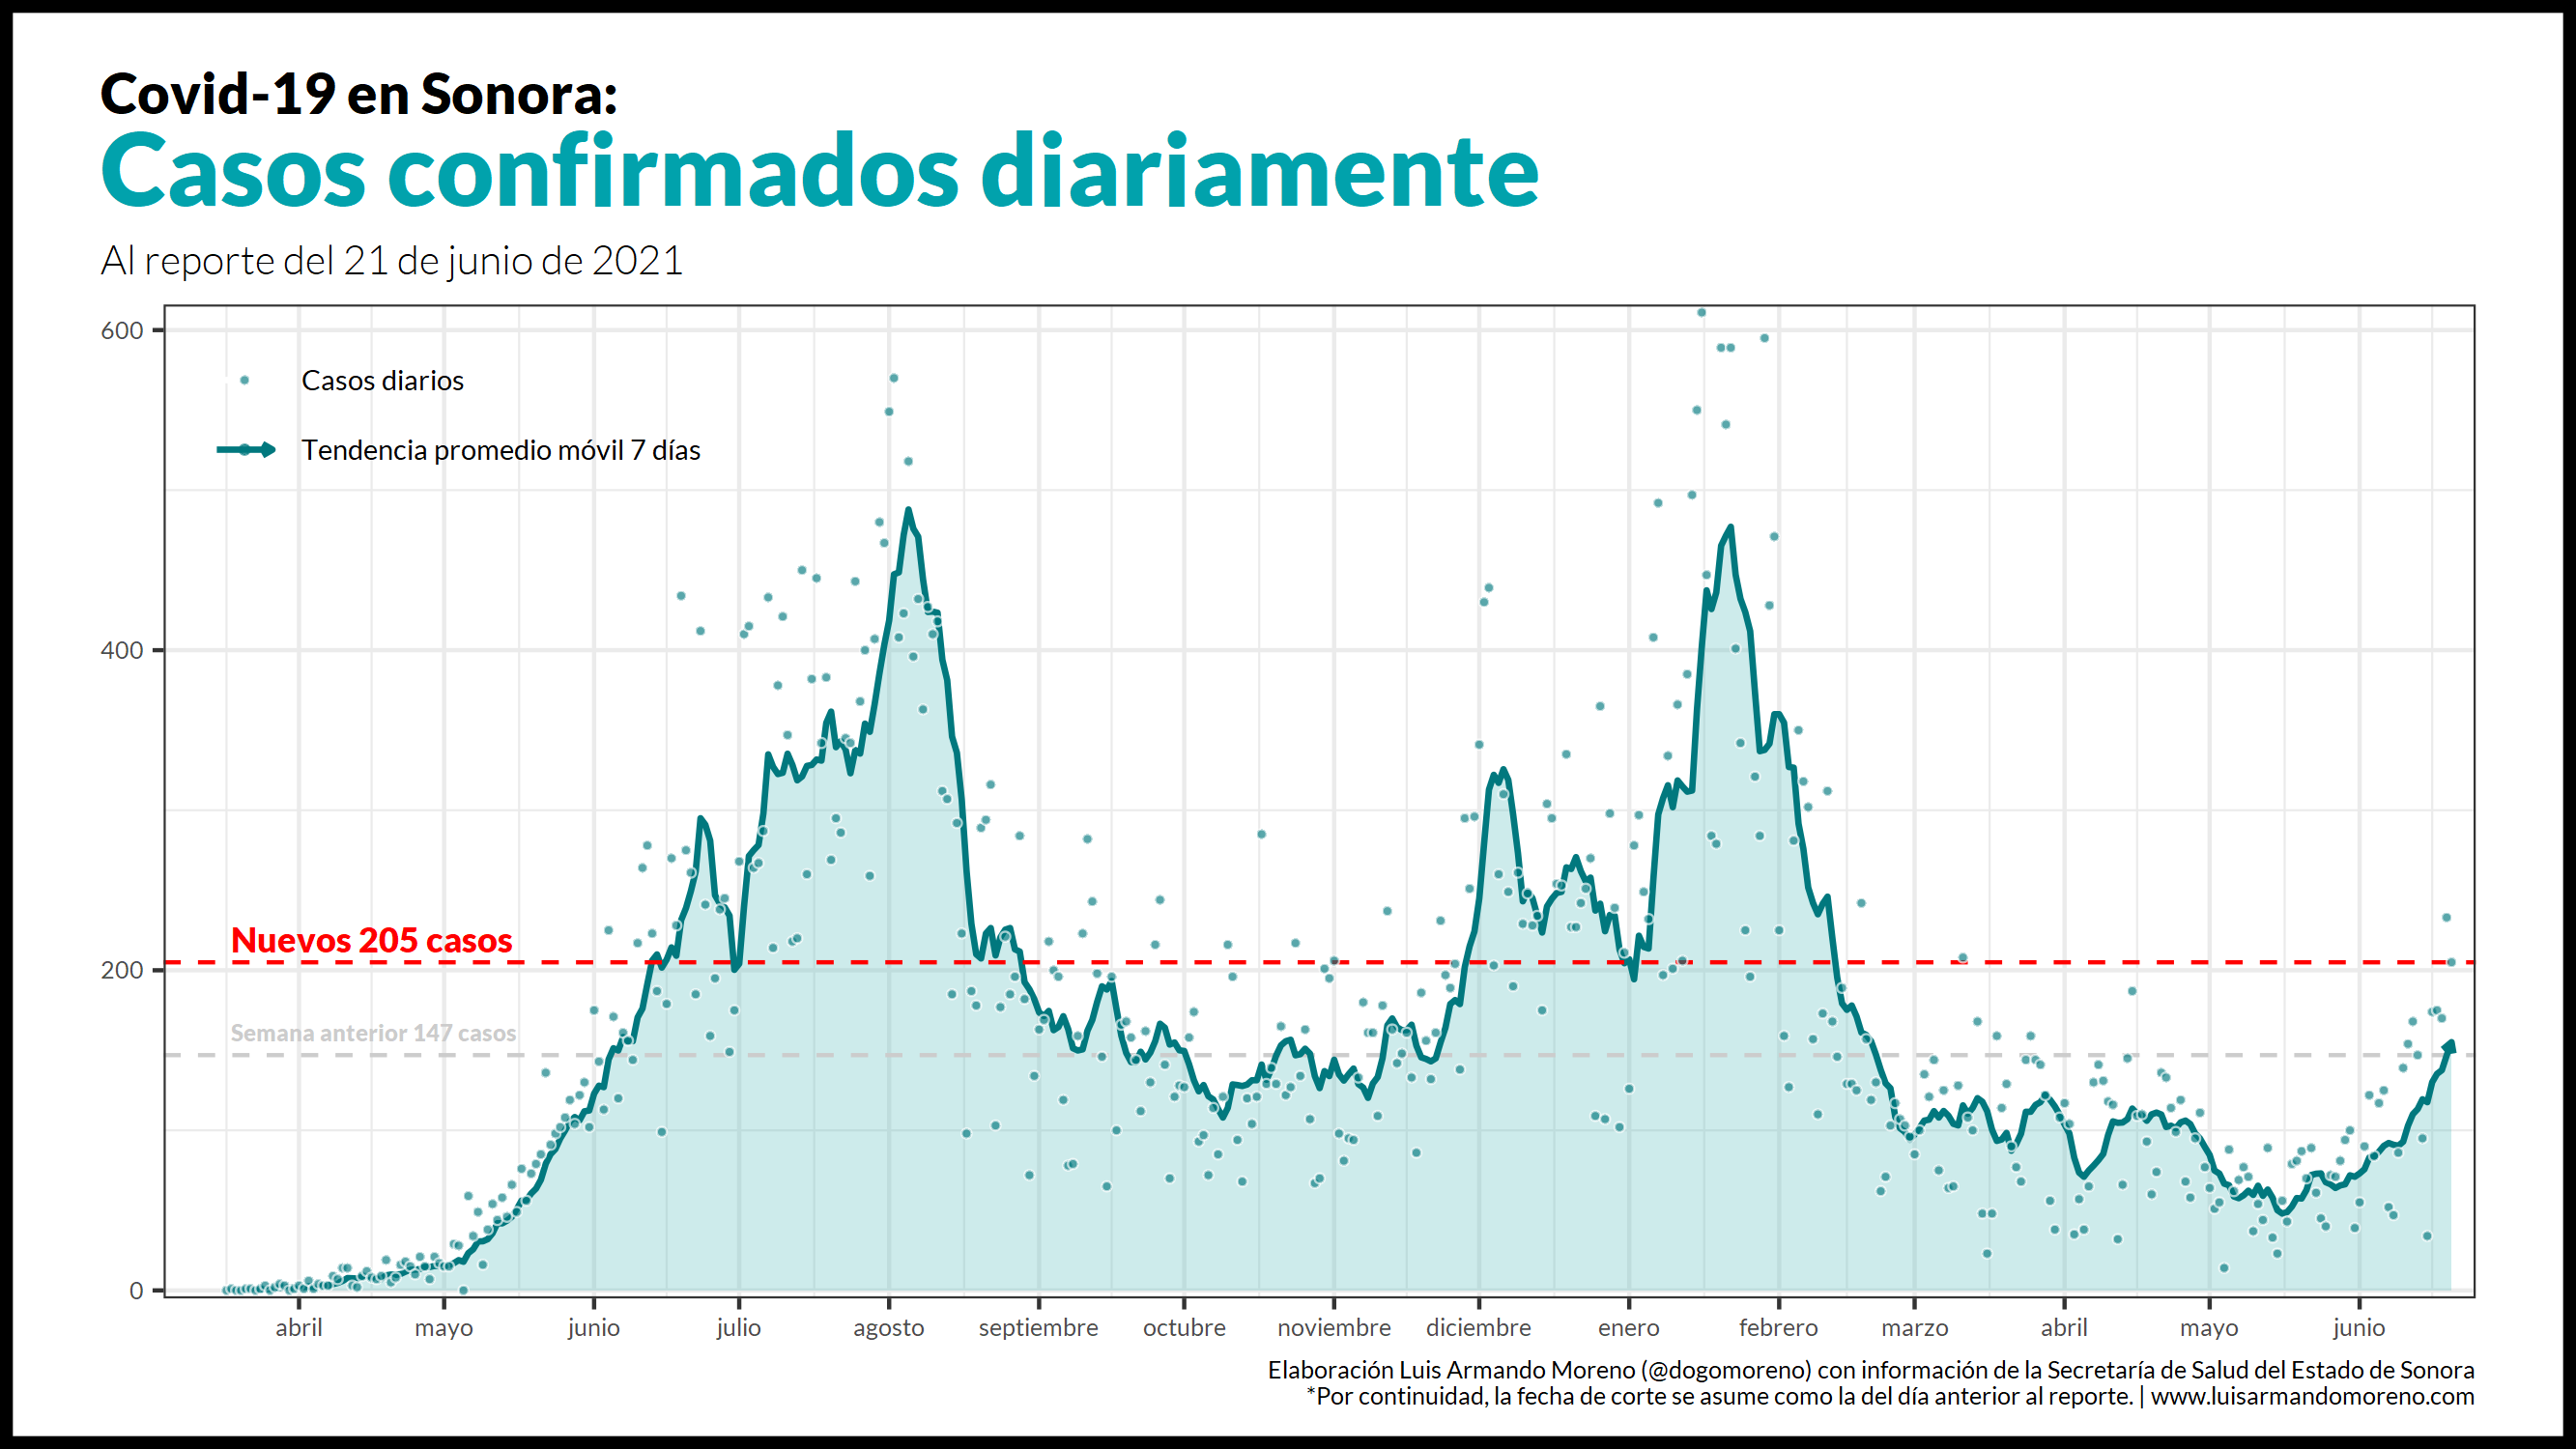 Covid-19 en Sonora:
Casos confirmados diariamente
Al reporte del 21 de junio de 2021
600
Casos diarios
Tendencia promedio móvil 7 días
400
Nuevos 205 casos
200
Semana anterior 147 casos
0
abril mayo junio julio agosto septiembre octubre noviembre diciembre enero febrero marzo abril mayo junio
Elaboración Luis Armando Moreno (@dogomoreno) con información de la Secretaría de Salud del Estado de Sonora
*Por continuidad, la fecha de corte se asume como la del día anterior al reporte. | www.luisarmandomoreno.com